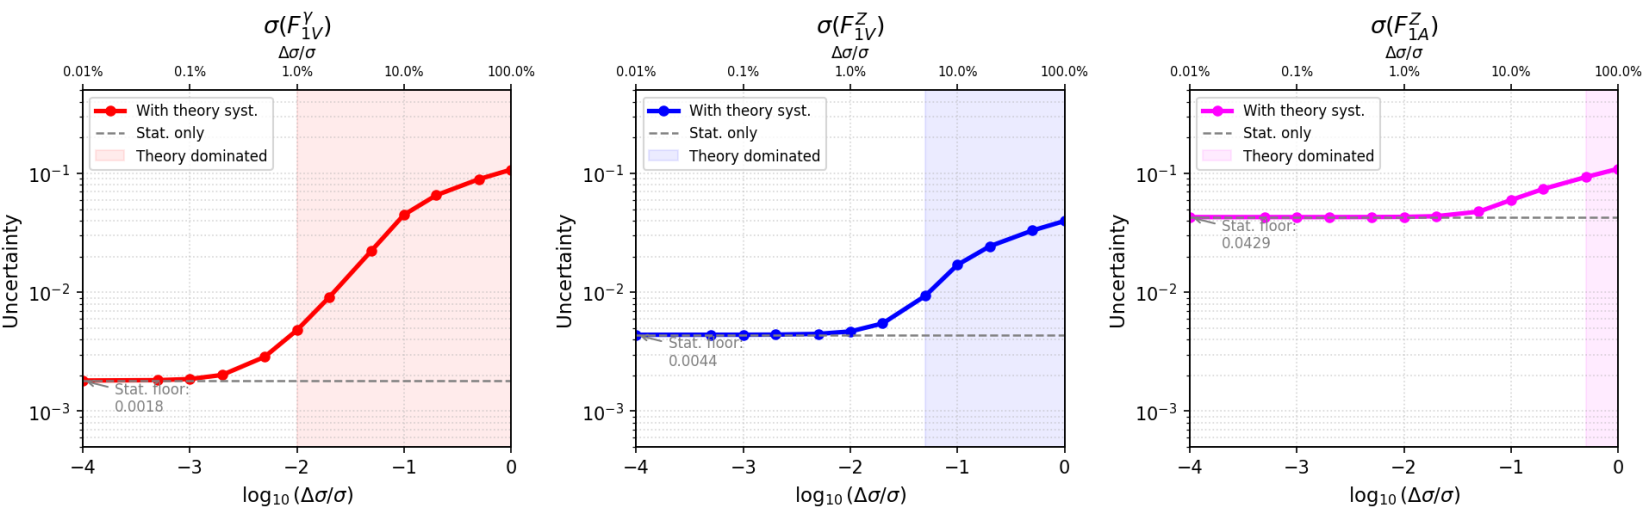 σ(F₁ᵥ^γ)
Δσ/σ
0.01% 0.1% 1.0% 10.0% 100.0%
With theory syst.
Stat. only
Theory dominated
10⁻¹
10⁻²
10⁻³
Uncertainty
Stat. floor:
0.0018
−4 −3 −2 −1 0
log₁₀(Δσ/σ)
σ(F₁ᵥ^Z)
Δσ/σ
0.01% 0.1% 1.0% 10.0% 100.0%
With theory syst.
Stat. only
Theory dominated
10⁻¹
10⁻²
10⁻³
Uncertainty
Stat. floor:
0.0044
−4 −3 −2 −1 0
log₁₀(Δσ/σ)
σ(F₁ₐ^Z)
Δσ/σ
0.01% 0.1% 1.0% 10.0% 100.0%
With theory syst.
Stat. only
Theory dominated
10⁻¹
10⁻²
10⁻³
Uncertainty
Stat. floor:
0.0429
−4 −3 −2 −1 0
log₁₀(Δσ/σ)